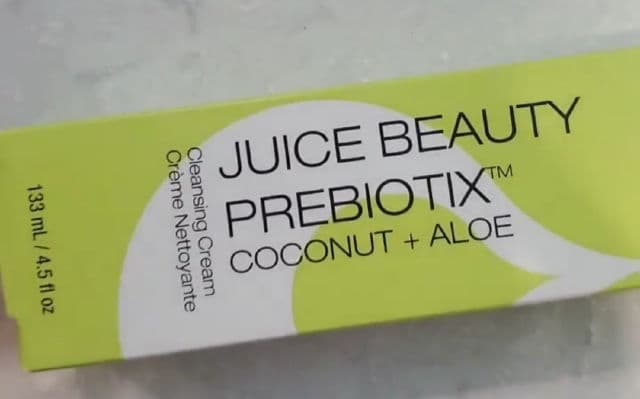 JUICE BEAUTY
PREBIOTIX™
COCONUT + ALOE
Cleansing Cream
Crème Nettoyante
133 mL / 4.5 fl oz